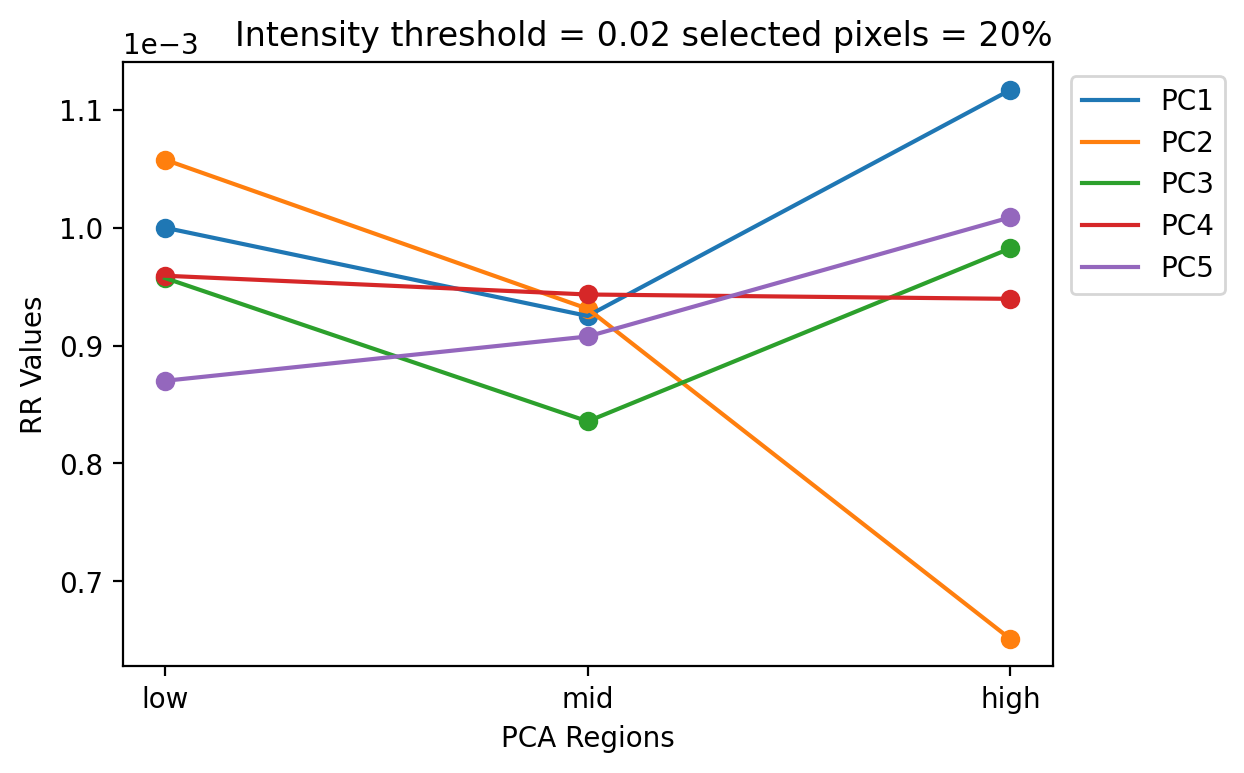 1e−3
Intensity threshold = 0.02 selected pixels = 20%
1.1
1.0
0.9
0.8
0.7
RR Values
low
mid
high
PCA Regions
PC1
PC2
PC3
PC4
PC5